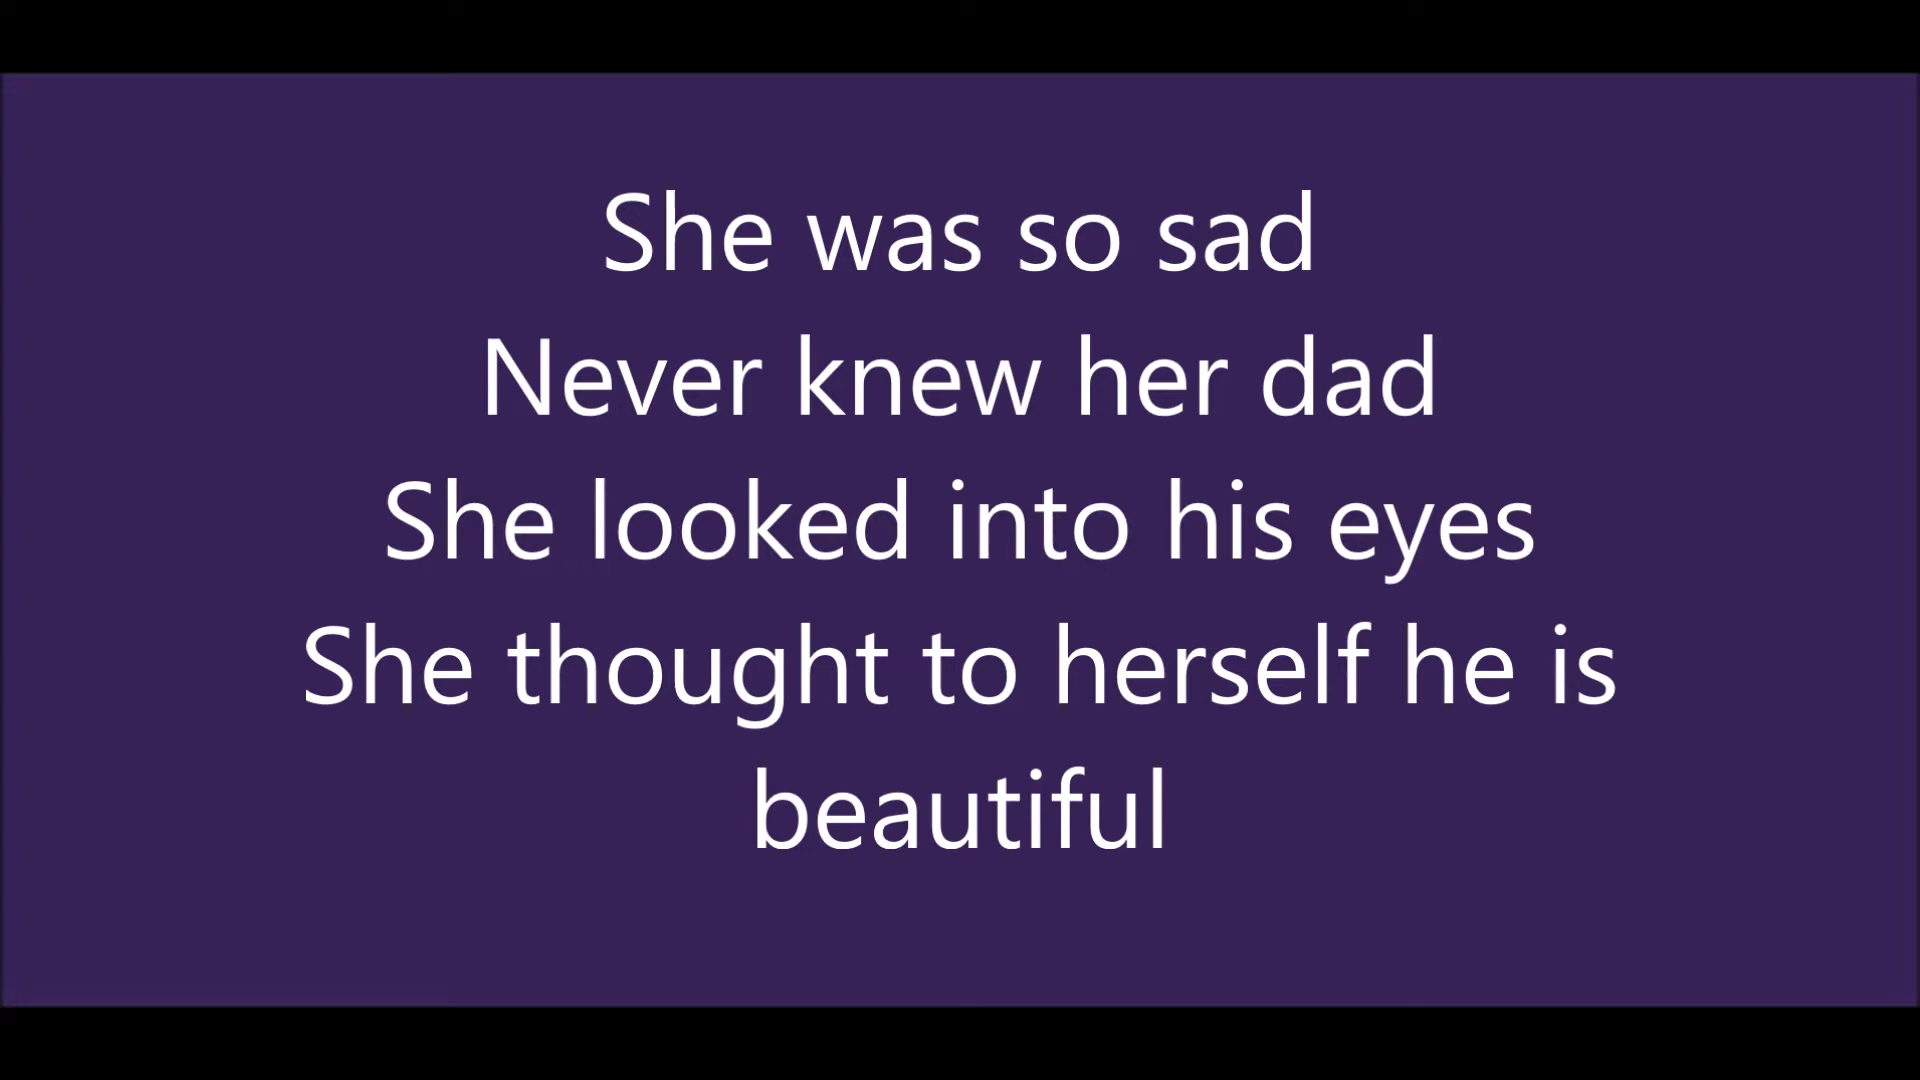 She was so sad
Never knew her dad
She looked into his eyes
She thought to herself he is
beautiful